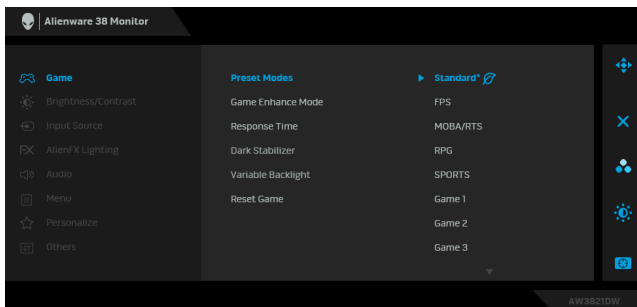 Alienware 38 Monitor
Game
Preset Modes
Standard*
Brightness/Contrast
Game Enhance Mode
FPS
Input Source
Response Time
MOBA/RTS
FX
AlienFX Lighting
Dark Stabilizer
RPG
Audio
Variable Backlight
SPORTS
Menu
Reset Game
Game 1
Personalize
Game 2
Others
Game 3
AW3821DW